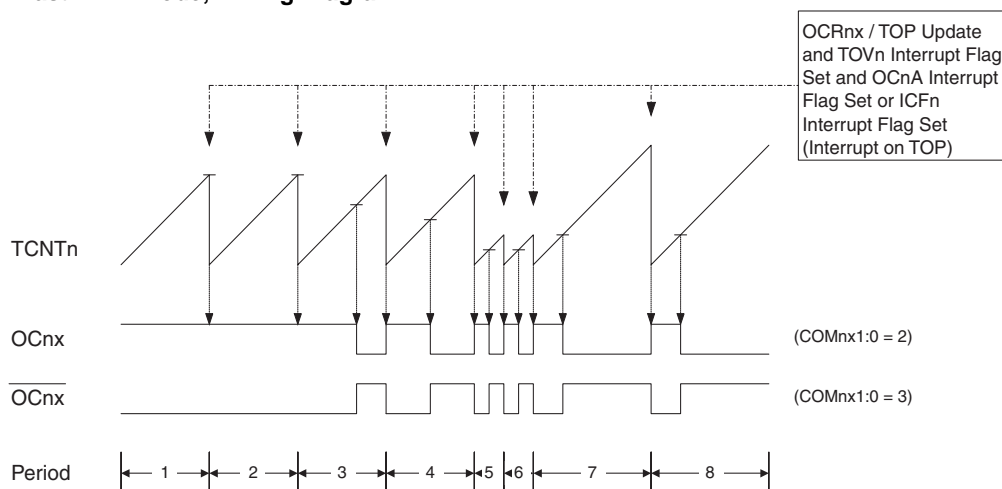 OCRnx / TOP Update
and TOVn Interrupt Flag
Set and OCnA Interrupt
Flag Set or ICFn
Interrupt Flag Set
(Interrupt on TOP)
TCNTn
OCnx
(COMnx1:0 = 2)
OCnx
(COMnx1:0 = 3)
Period
1
2
3
4
5
6
7
8